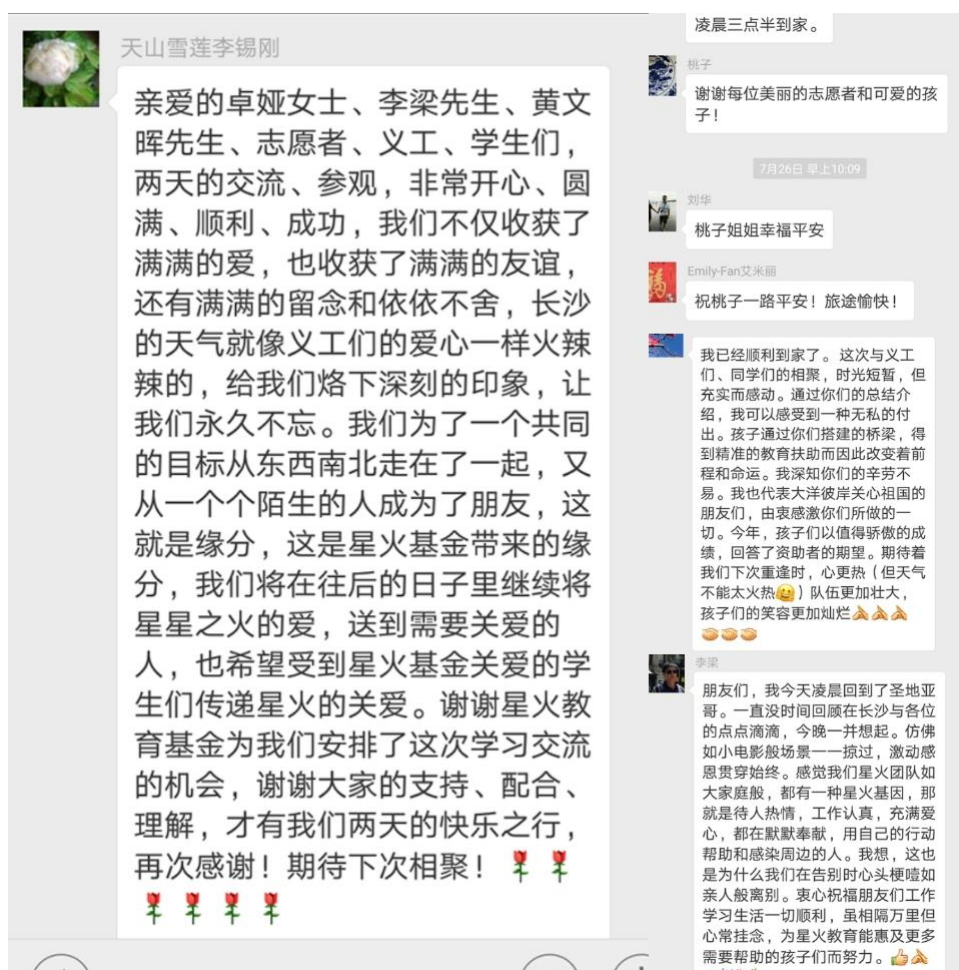 天山雪莲李锡刚
亲爱的卓娅女士、李梁先生、黄文
晖先生、志愿者、义工、学生们，
两天的交流、参观，非常开心、圆
满、顺利、成功，我们不仅收获了
满满的爱，也收获了满满的友谊，
还有满满的留念和依依不舍，长沙
的天气就像义工们的爱心一样火辣
辣的，给我们烙下深刻的印象，让
我们永久不忘。我们为了一个共同
的目标从东西南北走在了一起，又
从一个个陌生的人成为了朋友，这
就是缘分，这是星火基金带来的缘
分，我们将在往后的日子里继续将
星星之火的爱，送到需要关爱的
人，也希望受到星火基金关爱的学
生们传递星火的关爱。谢谢星火教
育基金为我们安排了这次学习交流
的机会，谢谢大家的支持、配合、
理解，才有我们两天的快乐之行，
再次感谢！期待下次相聚！🌹🌹
🌹🌹🌹🌹
凌晨三点半到家。
桃子
谢谢每位美丽的志愿者和可爱的孩
子！
7月26日 早上10:09
刘华
桃子姐姐幸福平安
Emily-Fan艾米丽
祝桃子一路平安！旅途愉快！
我已经顺利到家了。这次与义工
们、同学们的相聚，时光短暂，但
充实而感动。通过你们的总结介
绍，我可以感受到一种无私的付
出。孩子通过你们搭建的桥梁，得
到精准的教育扶助而因此改变着前
程和命运。我深知你们的辛劳不
易。我也代表大洋彼岸关心祖国的
朋友们，由衷感激你们所做的一
切。今年，孩子们以值得骄傲的成
绩，回答了资助者的期望。期待着
我们下次重逢时，心更热（但天气
不能太火热😛）队伍更加壮大，
孩子们的笑容更加灿烂🙏🙏🙏
🤝🤝🤝
李梁
朋友们，我今天凌晨回到了圣地亚
哥。一直没时间回顾在长沙与各位
的点点滴滴，今晚一并想起。仿佛
如小电影般场景一一掠过，激动感
恩贯穿始终。感觉我们星火团队如
大家庭般，都有一种星火基因，那
就是待人热情，工作认真，充满爱
心，都在默默奉献，用自己的行动
帮助和感染周边的人。我想，这也
是为什么我们在告别时心头梗噎如
亲人般离别。衷心祝福朋友们工作
学习生活一切顺利，虽相隔万里但
心常挂念，为星火教育能惠及更多
需要帮助的孩子们而努力。👍🙏